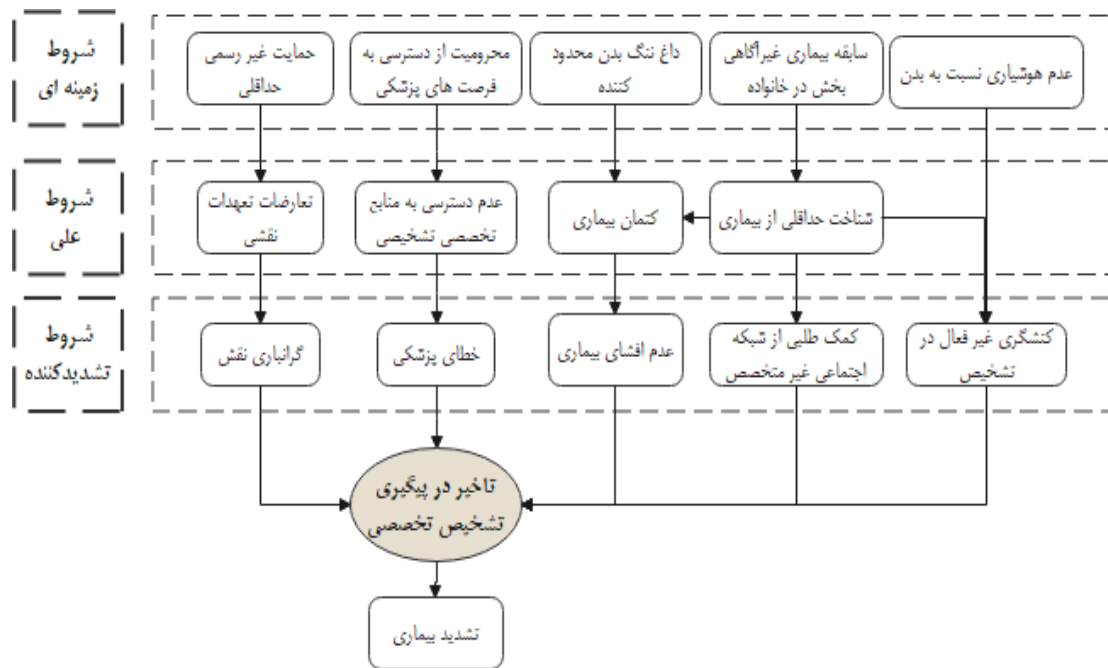 شروط
زمینه ای
عدم هوشیاری نسبت به بدن
سابقه بیماری غیرآگاهی
بخش در خانواده
داغ ننگ بدن محدود
کننده
محرومیت از دسترسی به
فرصت های پزشکی
حمایت غیر رسمی
حداقلی
شروط
علی
شناخت حداقلی از بیماری
کتمان بیماری
عدم دسترسی به منابع
تخصصی تشخیصی
تعارضات تعهدات
نقشی
شروط
تشدیدکننده
کنشگری غیر فعال در
تشخیص
کمک طلبی از شبکه
اجتماعی غیر متخصص
عدم افشای بیماری
خطای پزشکی
گرانباری نقش
تاخیر در پیگیری
تشخیص تخصصی
تشدید بیماری